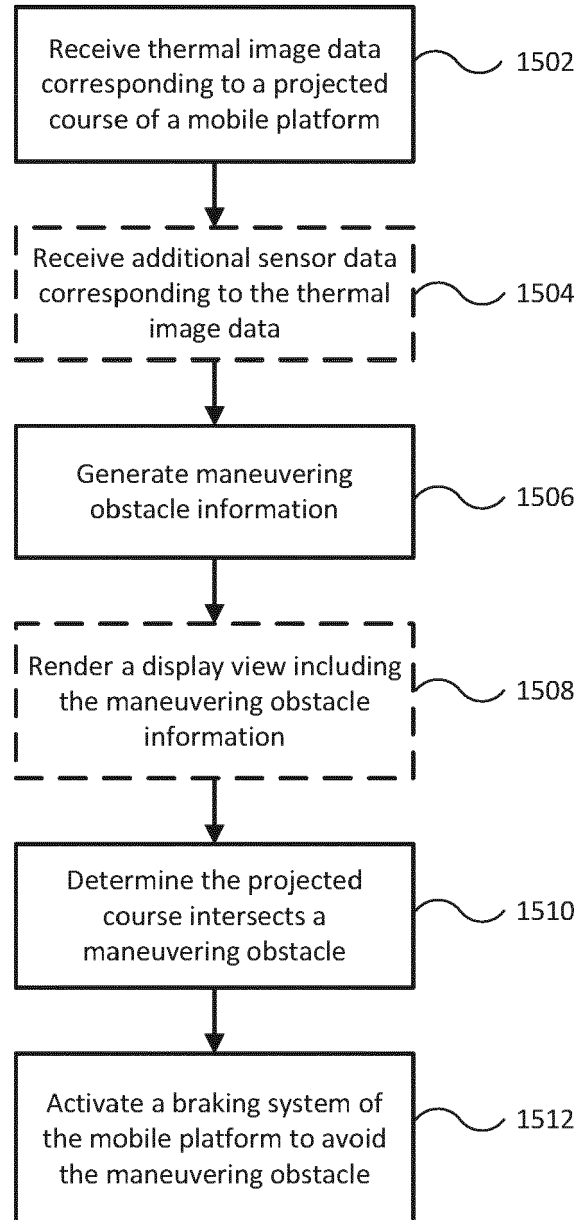 Receive thermal image data
corresponding to a projected
course of a mobile platform
1502
Receive additional sensor data
corresponding to the thermal
image data
1504
Generate maneuvering
obstacle information
1506
Render a display view including
the maneuvering obstacle
information
1508
Determine the projected
course intersects a
maneuvering obstacle
1510
Activate a braking system of
the mobile platform to avoid
the maneuvering obstacle
1512